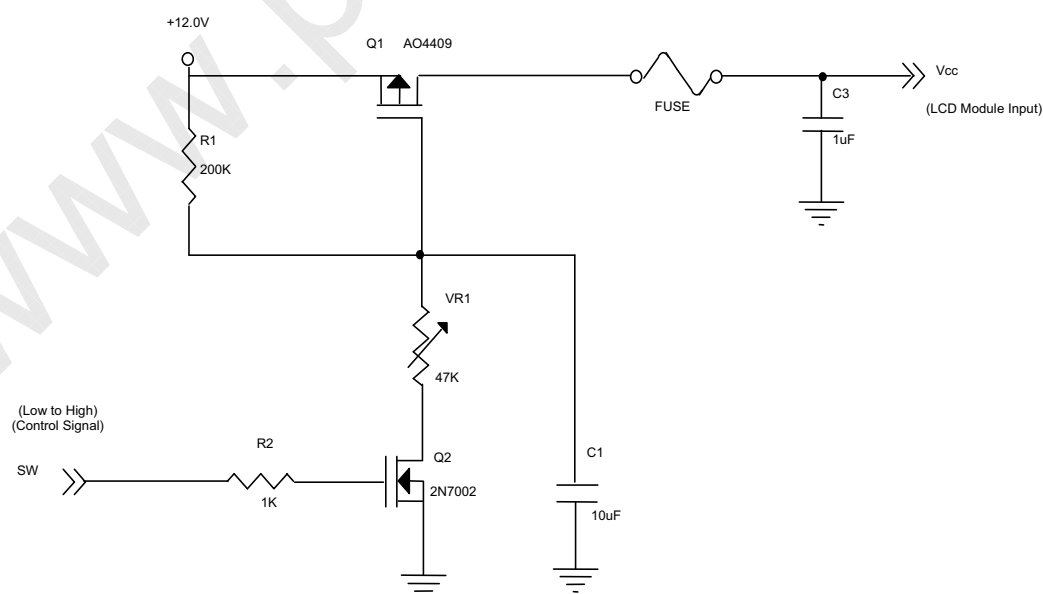 +12.0V
Q1 AO4409
Vcc
C3
FUSE
(LCD Module Input)
R1
1uF
200K
VR1
47K
(Low to High)
(Control Signal)
R2
Q2
C1
SW
2N7002
1K
10uF
www.p